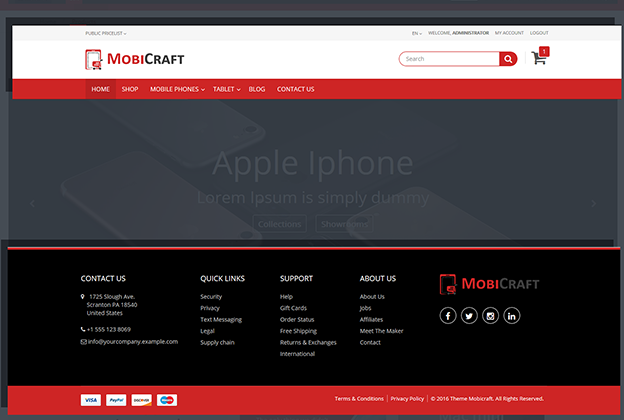 PUBLIC PRICELIST
EN
WELCOME, ADMINISTRATOR
MY ACCOUNT
LOGOUT
MOBICRAFT
Search
1
HOME SHOP MOBILE PHONES TABLET BLOG CONTACT US
Apple Iphone
Lorem Ipsum is simply dummy
Collections Showrooms
CONTACT US
1725 Slough Ave.
Scranton PA 18540
United States
+1 555 123 8069
info@yourcompany.example.com
QUICK LINKS
Security
Privacy
Text Messaging
Legal
Supply chain
SUPPORT
Help
Gift Cards
Order Status
Free Shipping
Returns & Exchanges
International
ABOUT US
About Us
Jobs
Affiliates
Meet The Maker
Contact
MOBICRAFT
VISA PayPal DISCOVER Maestro
Terms & Conditions | Privacy Policy | © 2016 Theme Mobicraft. All Rights Reserved.